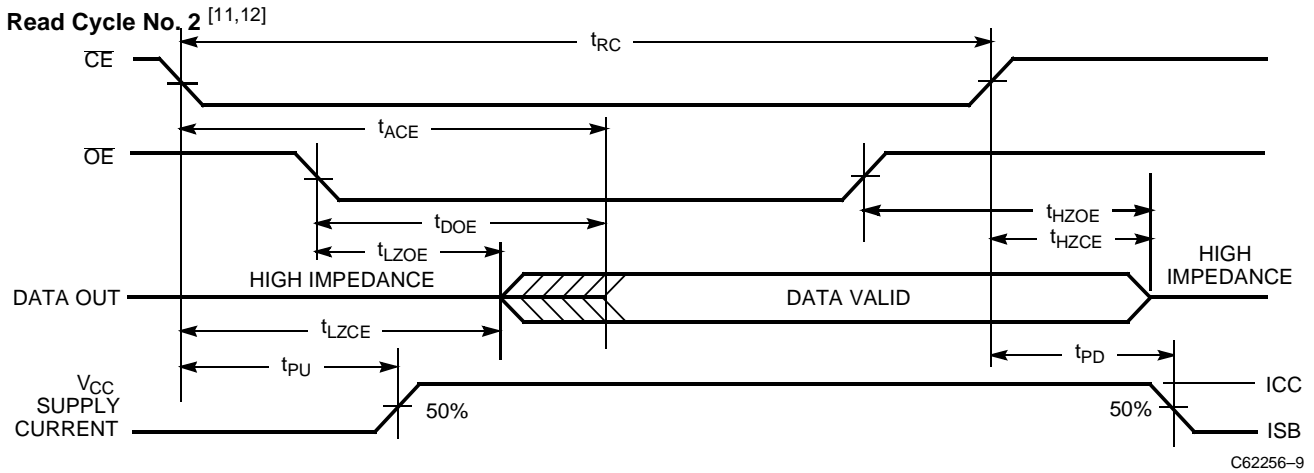 Read Cycle No. 2 [11,12]
tRC
CE
tACE
OE
tDOE
tHZOE
tLZOE
tHZCE
HIGH IMPEDANCE
HIGH
IMPEDANCE
DATA OUT
DATA VALID
tLZCE
tPU
tPD
VCC
SUPPLY
CURRENT
50%
50%
ICC
ISB
C62256–9